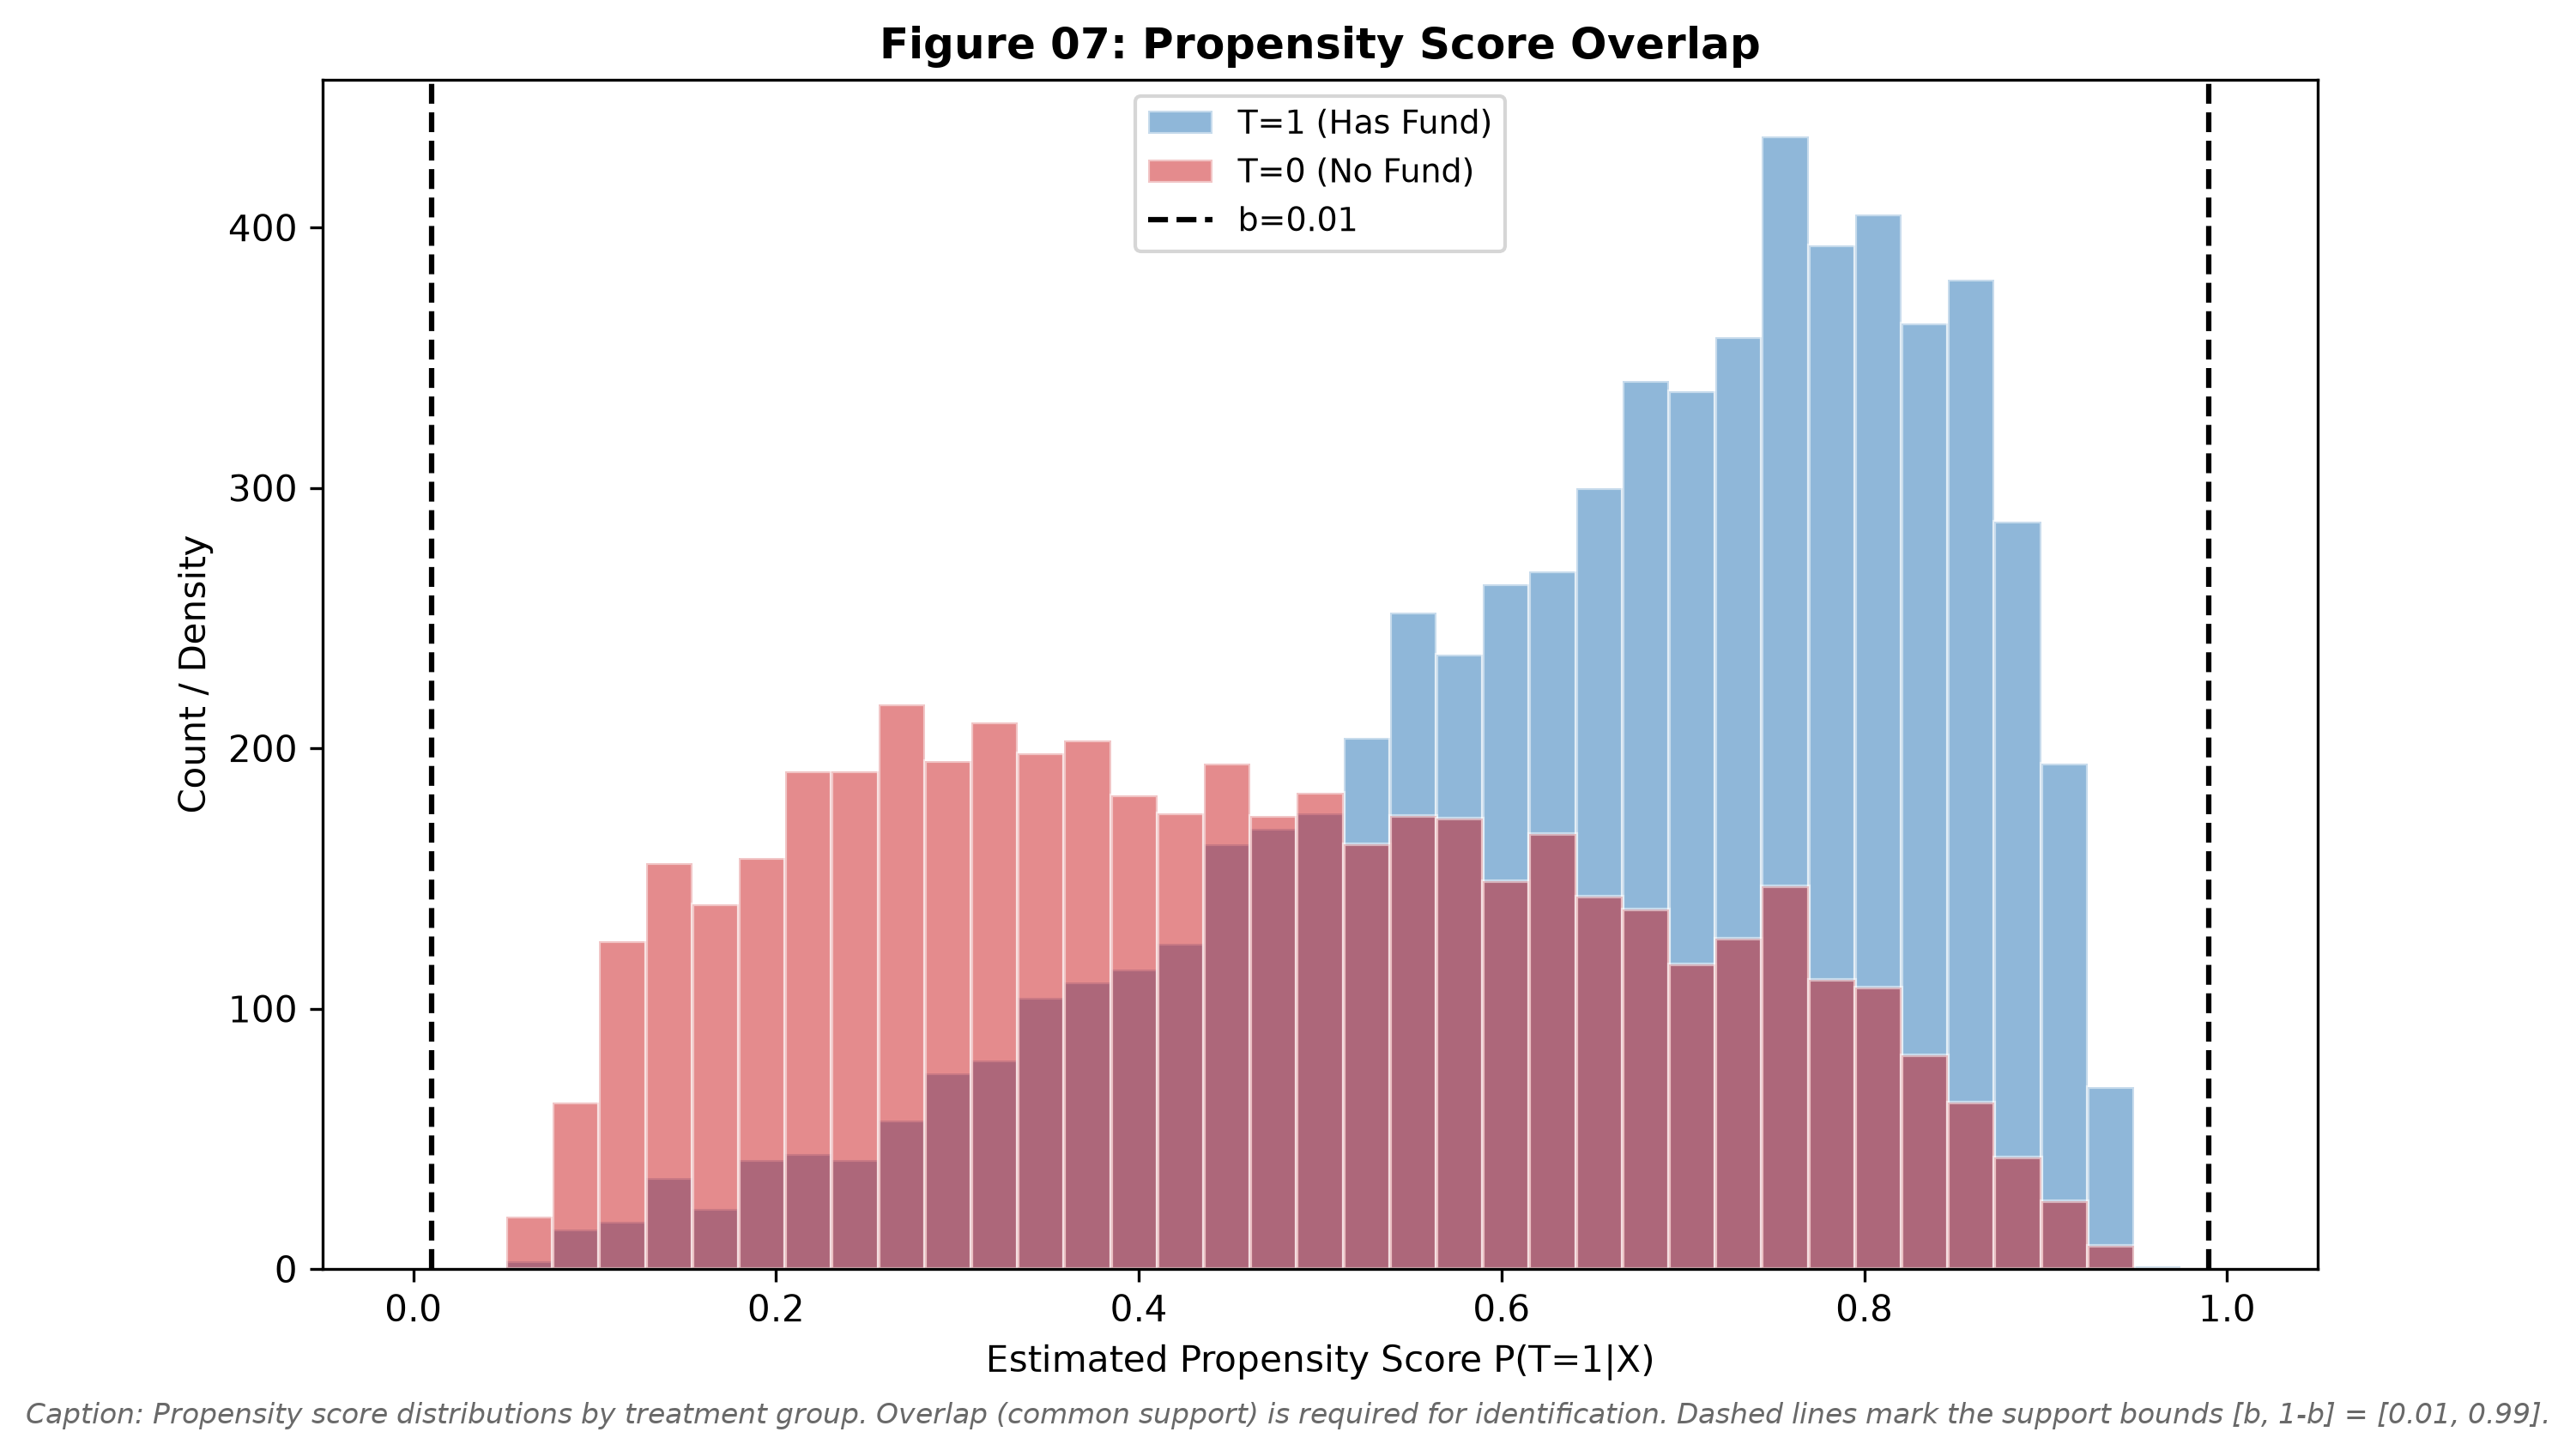 Figure 07: Propensity Score Overlap
T=1 (Has Fund)
T=0 (No Fund)
b=0.01
Count / Density
400
300
200
100
0
0.0 0.2 0.4 0.6 0.8 1.0
Estimated Propensity Score P(T=1|X)
Caption: Propensity score distributions by treatment group. Overlap (common support) is required for identification. Dashed lines mark the support bounds [b, 1-b] = [0.01, 0.99].